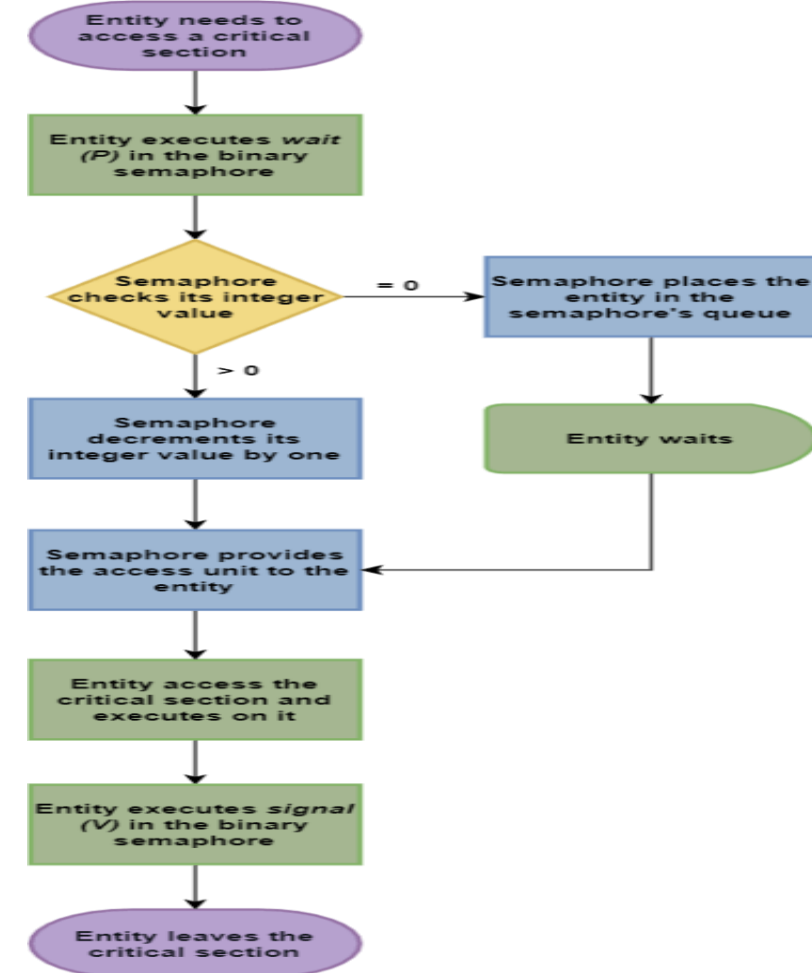 Entity needs to
access a critical
section
Entity executes wait
(P) in the binary
semaphore
Semaphore
checks its integer
value
= 0
Semaphore places the
entity in the
semaphore's queue
> 0
Semaphore
decrements its
integer value by one
Entity waits
Semaphore provides
the access unit to the
entity
Entity access the
critical section and
executes on it
Entity executes signal
(V) in the binary
semaphore
Entity leaves the
critical section